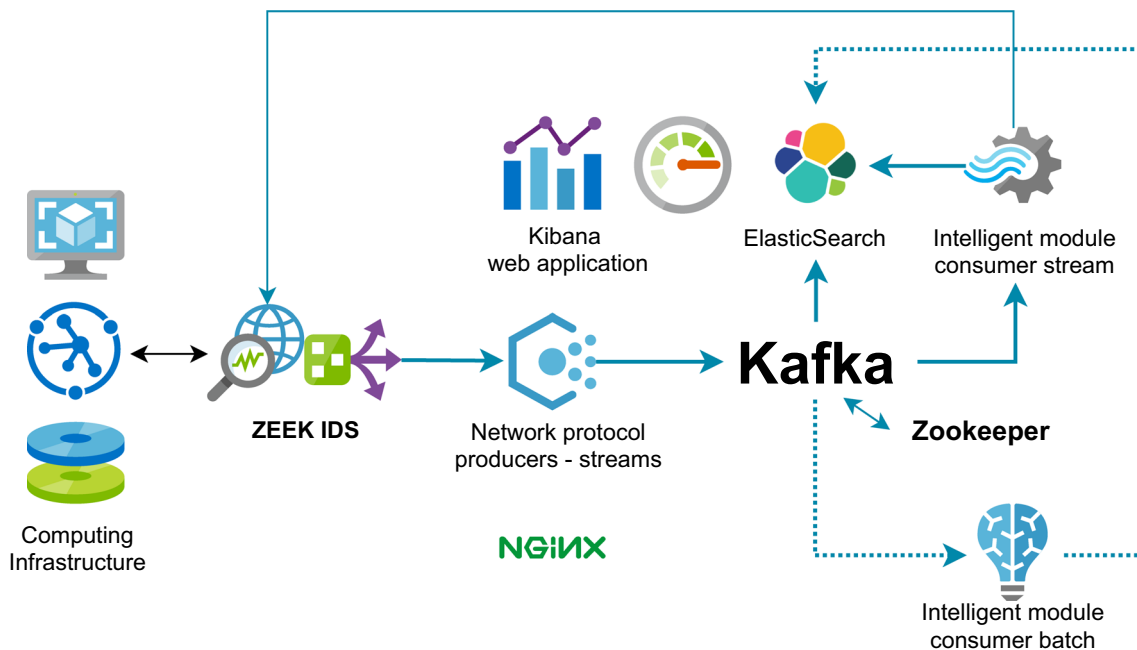 Kibana
web application
ElasticSearch
Intelligent module
consumer stream
Kafka
ZEEK IDS
Network protocol
producers - streams
Zookeeper
Computing
Infrastructure
NGINX
Intelligent module
consumer batch